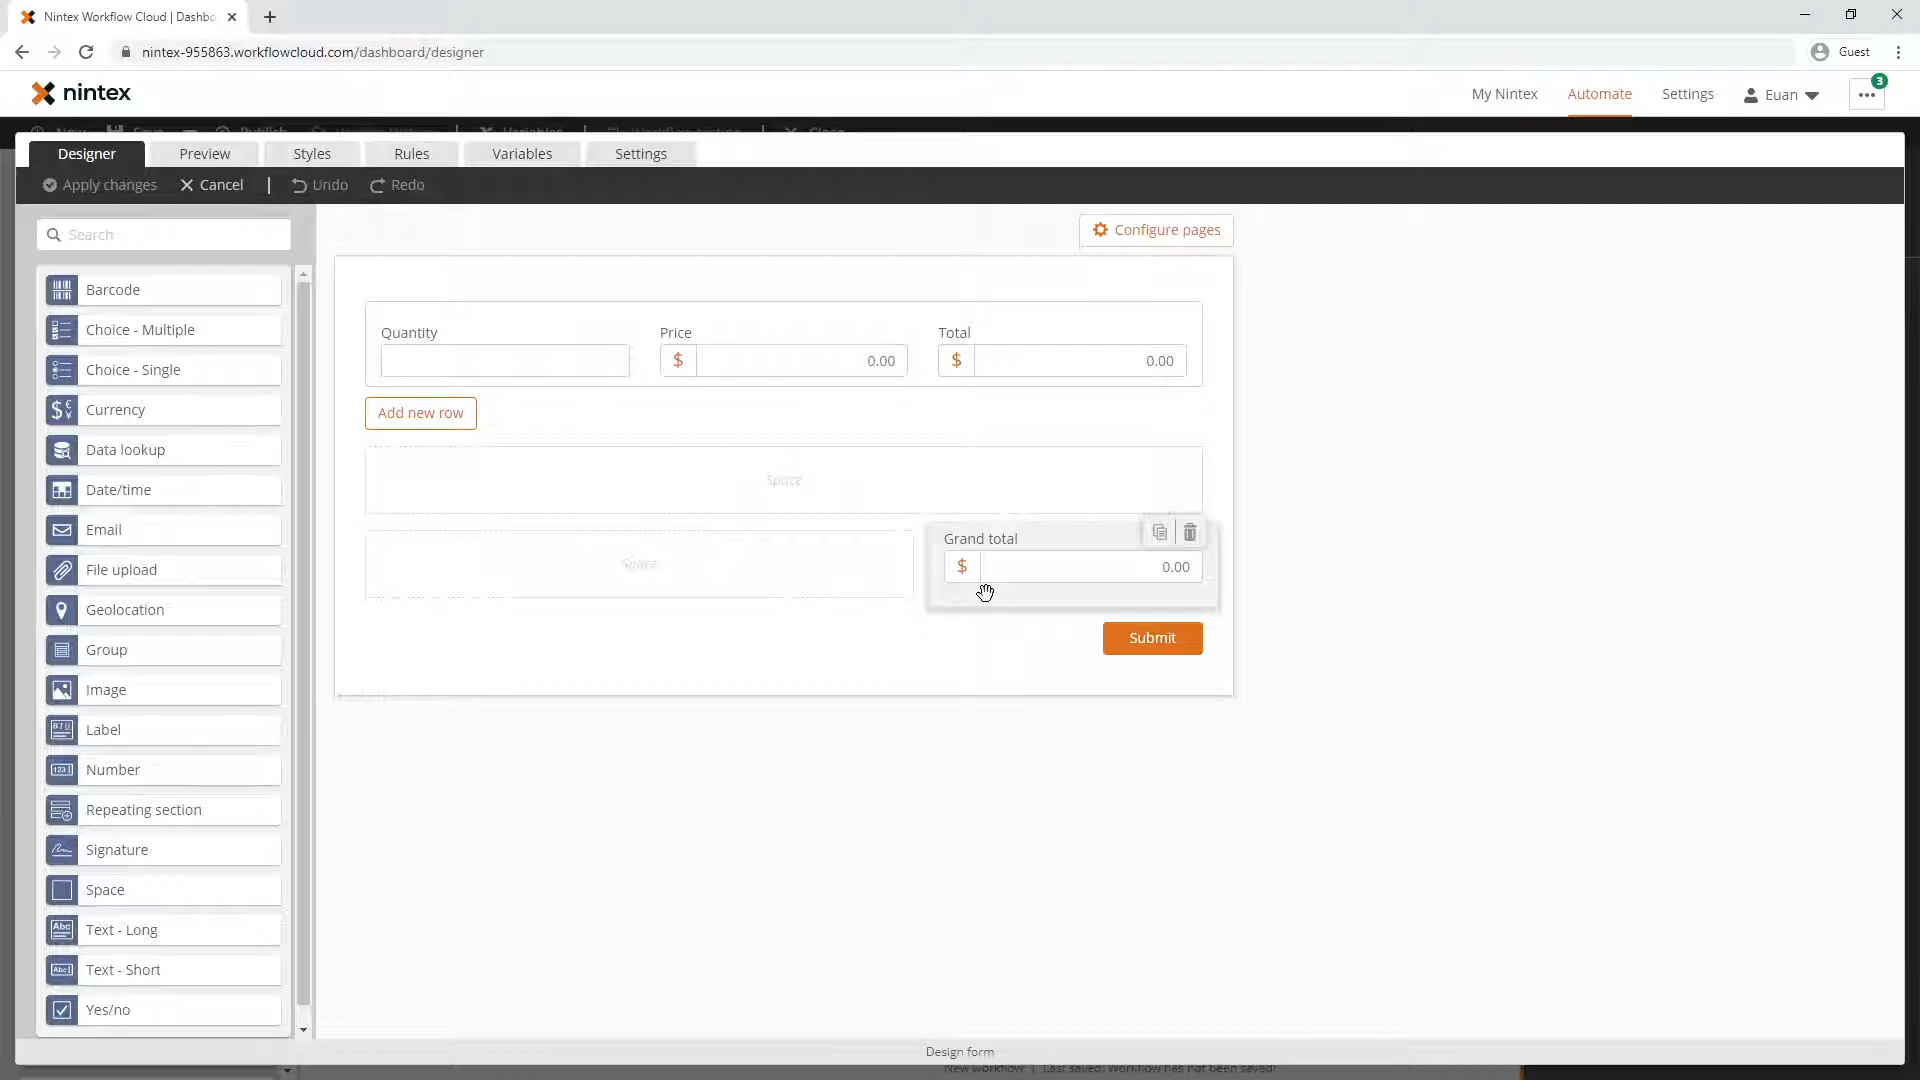 Nintex Workflow Cloud | Dashbo
nintex-955863.workflowcloud.com/dashboard/designer
Guest
nintex
My Nintex
Automate
Settings
Euan
3
New
Save
Publish
Variables
Close
Designer
Preview
Styles
Rules
Variables
Settings
Apply changes
Cancel
Undo
Redo
Search
Configure pages
Barcode
Choice - Multiple
Choice - Single
Currency
Data lookup
Date/time
Email
File upload
Geolocation
Group
Image
Label
Number
Repeating section
Signature
Space
Text - Long
Text - Short
Yes/no
Quantity
Price
Total
$ 0.00
$ 0.00
Add new row
Space
Space
Grand total
$ 0.00
Submit
Design form
New workflow | Last saved: Workflow has not been saved!